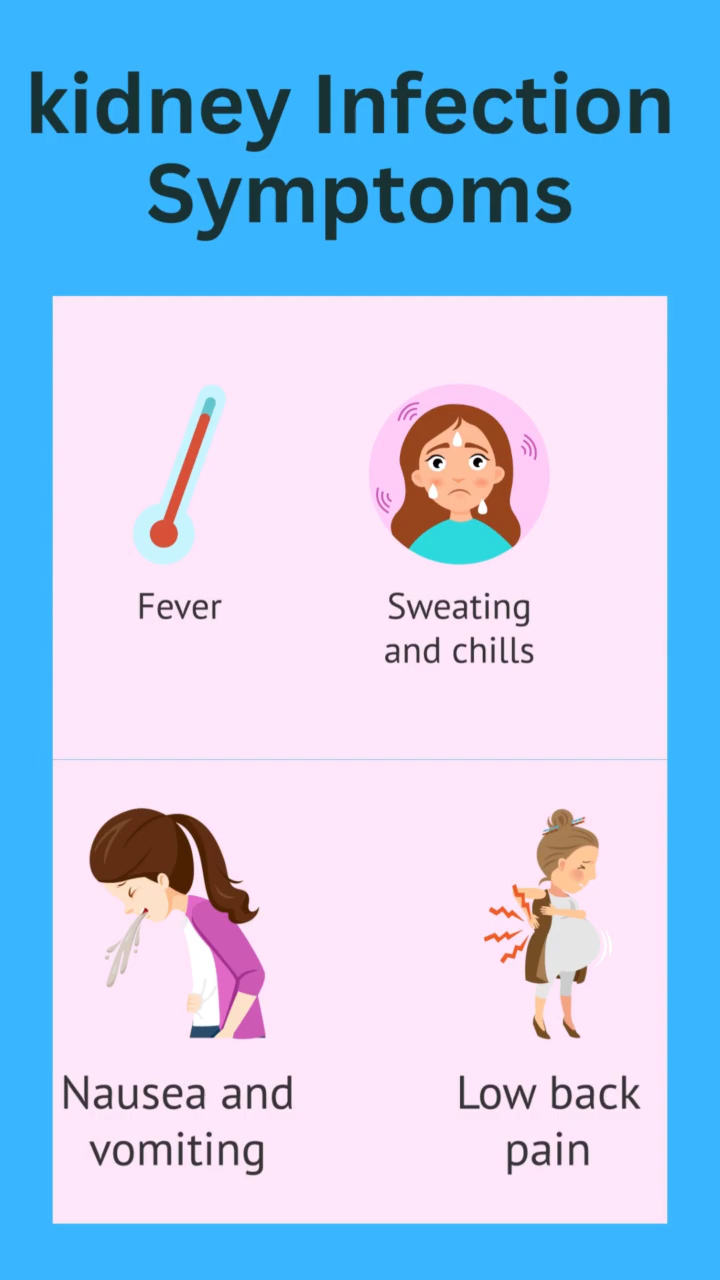 kidney Infection
Symptoms
Fever
Sweating
and chills
Nausea and
vomiting
Low back
pain